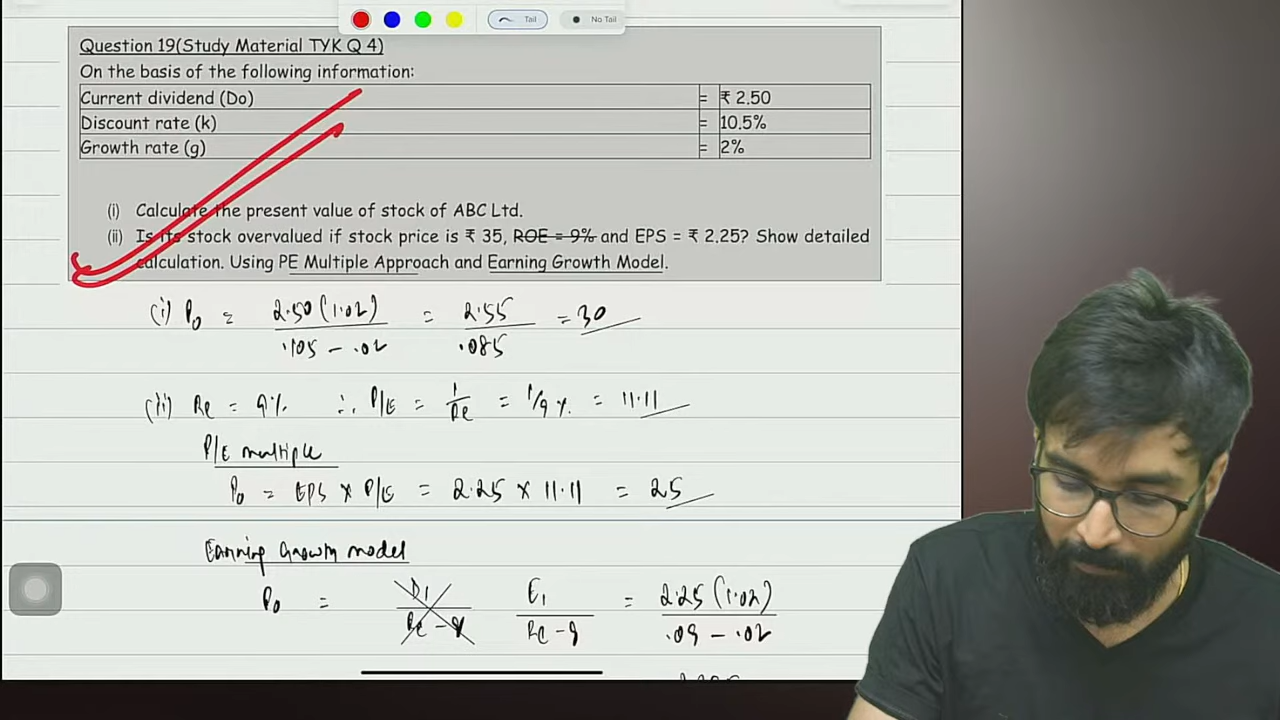 Tail No Tail
Question 19(Study Material TYK Q 4)
On the basis of the following information:
Current dividend (Do) = ₹ 2.50
Discount rate (k) = 10.5%
Growth rate (g) = 2%
(i) Calculate the present value of stock of ABC Ltd.
(ii) Is its stock overvalued if stock price is ₹ 35, ROE = 9% and EPS = ₹ 2.25? Show detailed
calculation. Using PE Multiple Approach and Earning Growth Model.
(i) P0 = 2.50(1.02) / .105 - .02 = 2.55 / .085 = 30
(ii) Re = 9% ∴ P/E = 1/Re = 1/9% = 11.11
P/E multiple
P0 = EPS × P/E = 2.25 × 11.11 = 25
Earning Growth model
P0 = D1 / Re - g E1 / Re - g = 2.25(1.02) / .09 - .02